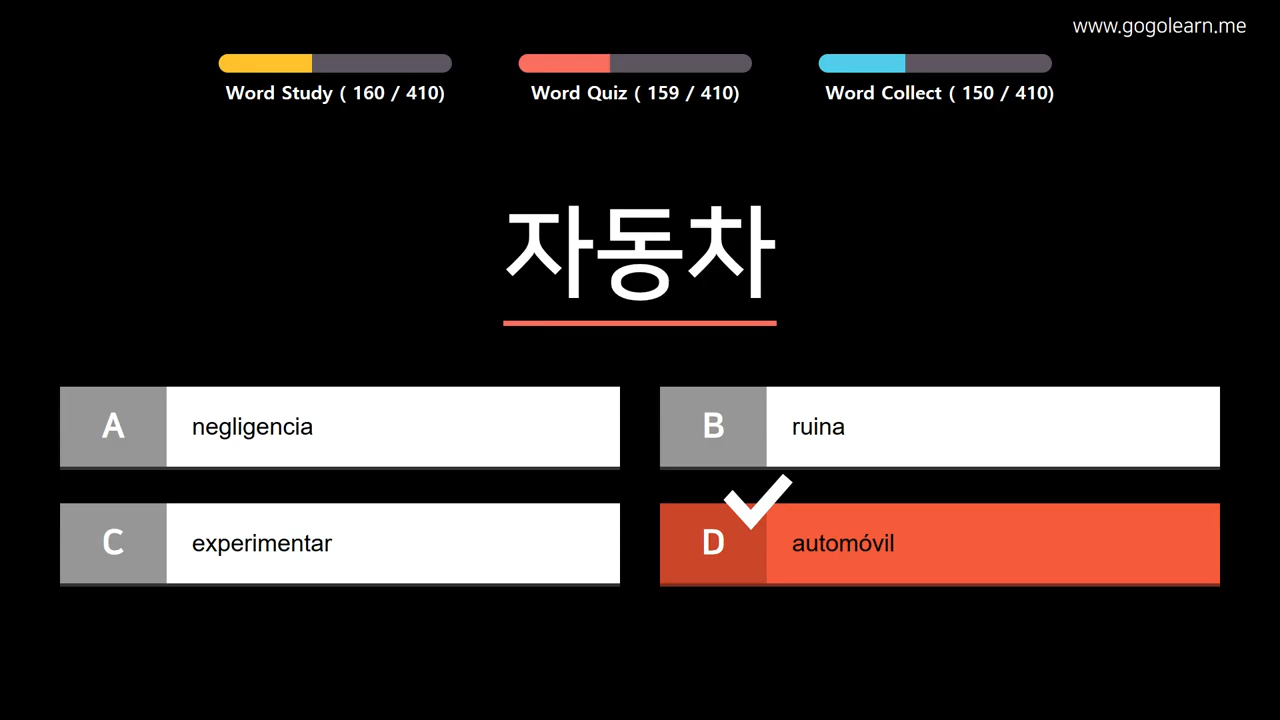 www.gogolearn.me
Word Study ( 160 / 410)
Word Quiz ( 159 / 410)
Word Collect ( 150 / 410)
자동차
A negligencia
B ruina
C experimentar
D automóvil